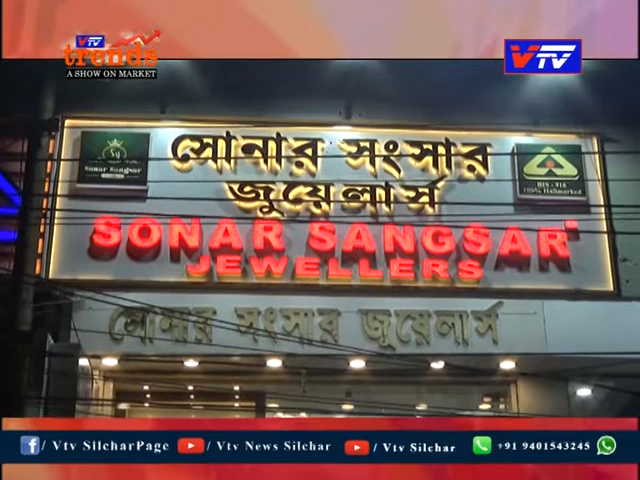 VTV
trends
A SHOW ON MARKET
VTV
সোনার সংসার
জুয়েলার্স
Sonar Sangsar
BIS - 916
100% Hallmarked
SONAR SANGSAR
JEWELLERS
সোনার সংসার জুয়েলার্স
/ Vtv SilcharPage
/ Vtv News Silchar
/ Vtv Silchar
+91 9401543245